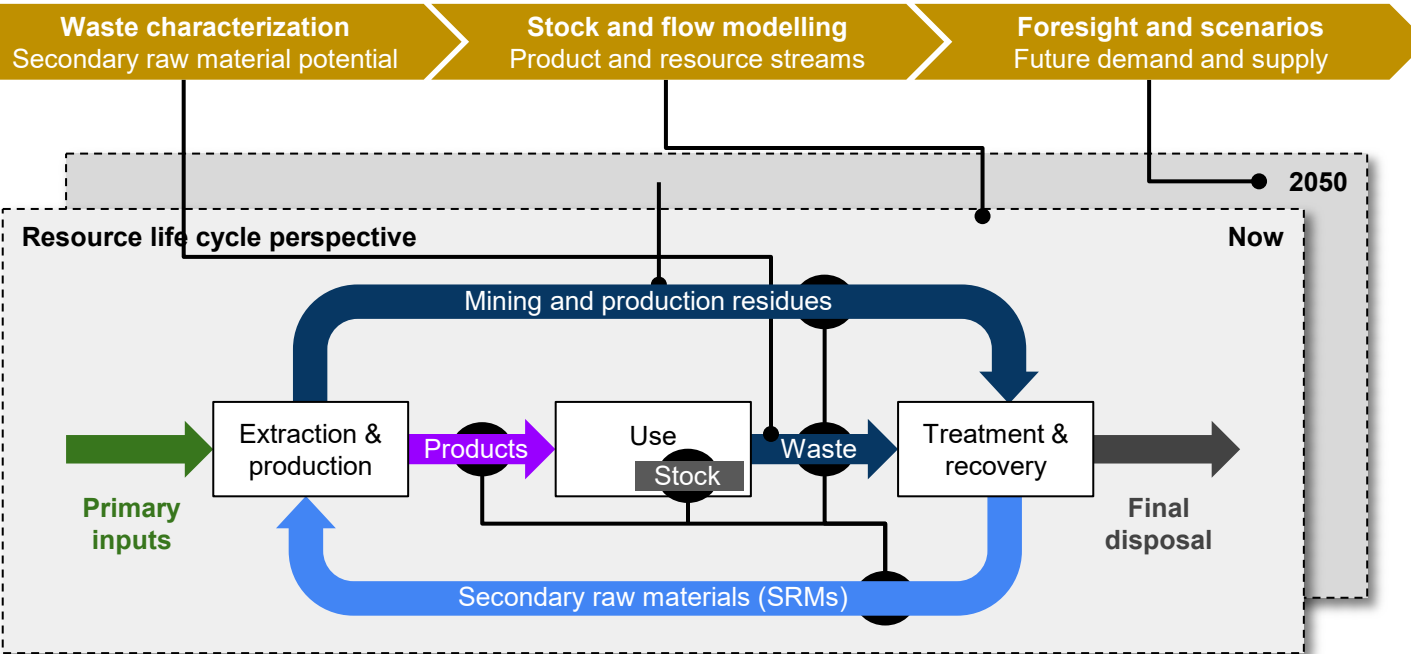 Waste characterization
Secondary raw material potential
Stock and flow modelling
Product and resource streams
Foresight and scenarios
Future demand and supply
2050
Resource life cycle perspective
Now
Mining and production residues
Extraction &
production
Products
Use
Stock
Waste
Treatment &
recovery
Primary
inputs
Final
disposal
Secondary raw materials (SRMs)